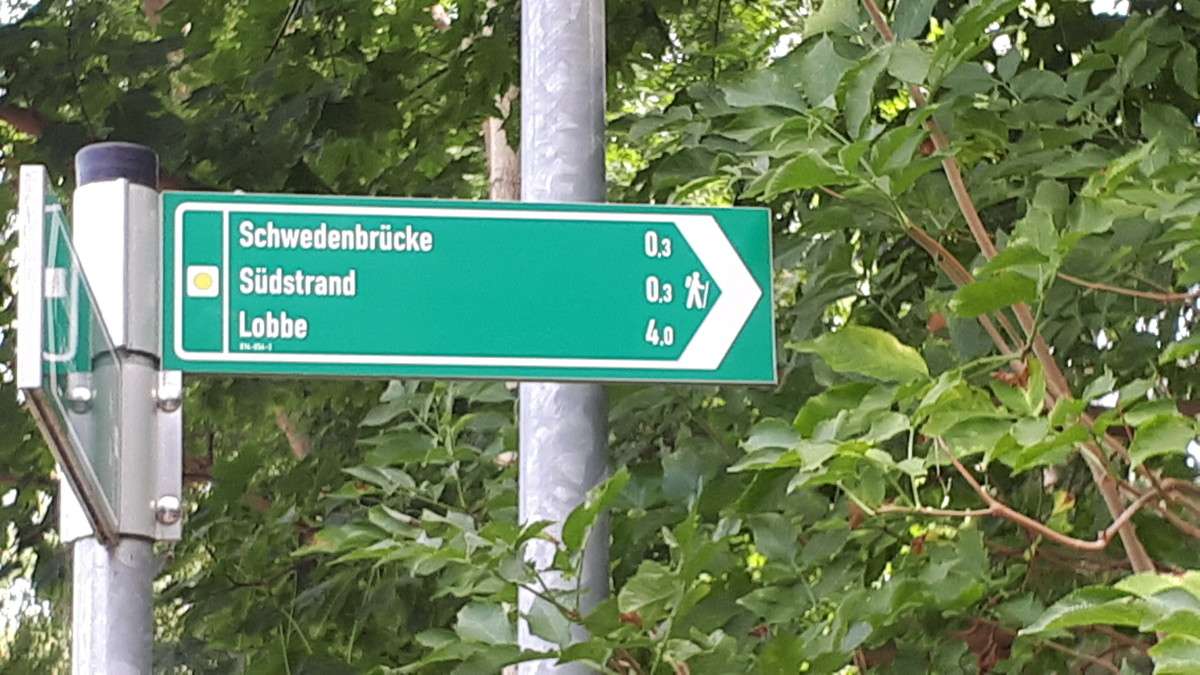 Schwedenbrücke 0,3
Südstrand 0,3
Lobbe 4,0